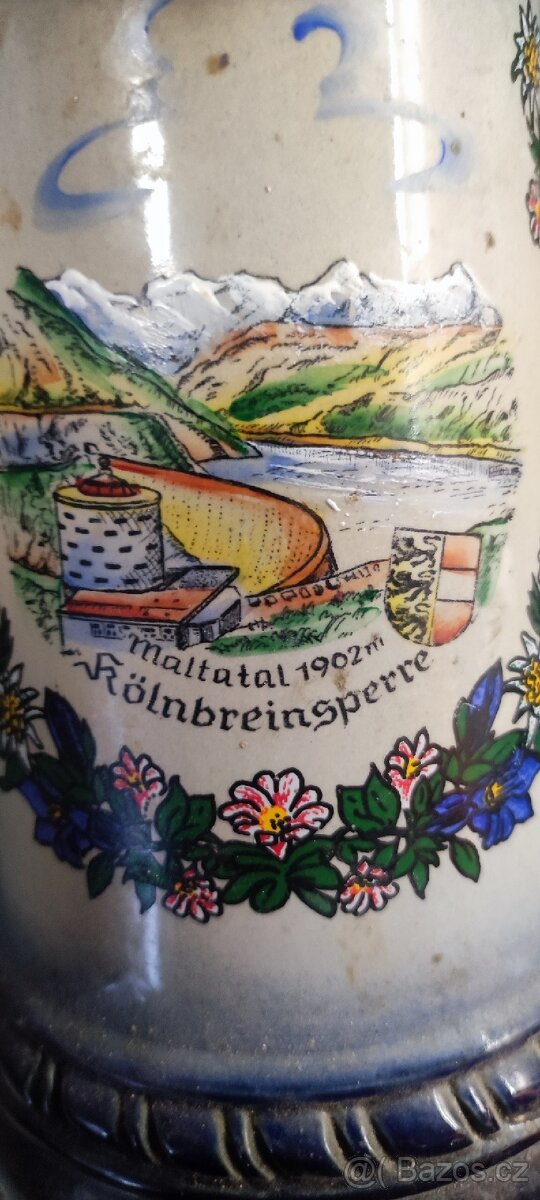 Maltatal 1902m
Kölnbreinsperre
@( Bazos.cz